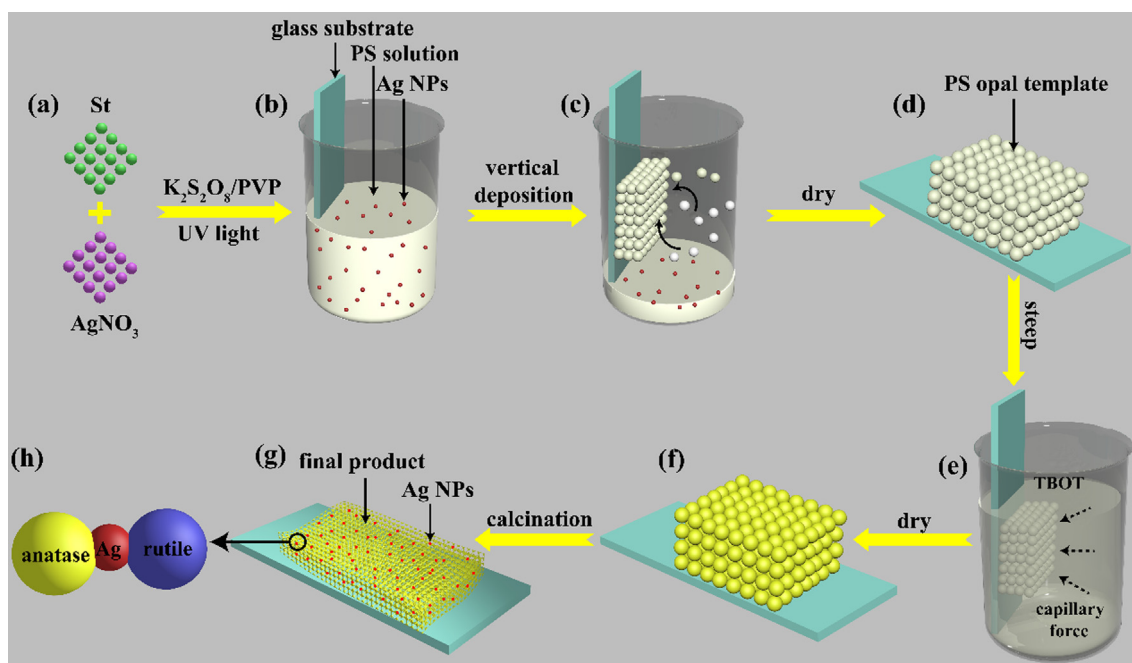 glass substrate
PS solution
Ag NPs
(a)
St
(b)
(c)
(d)
PS opal template
K₂S₂O₈/PVP
UV light
vertical
deposition
dry
AgNO₃
steep
(h)
(g)
final product
Ag NPs
(f)
(e)
TBOT
anatase
Ag
rutile
calcination
dry
capillary
force